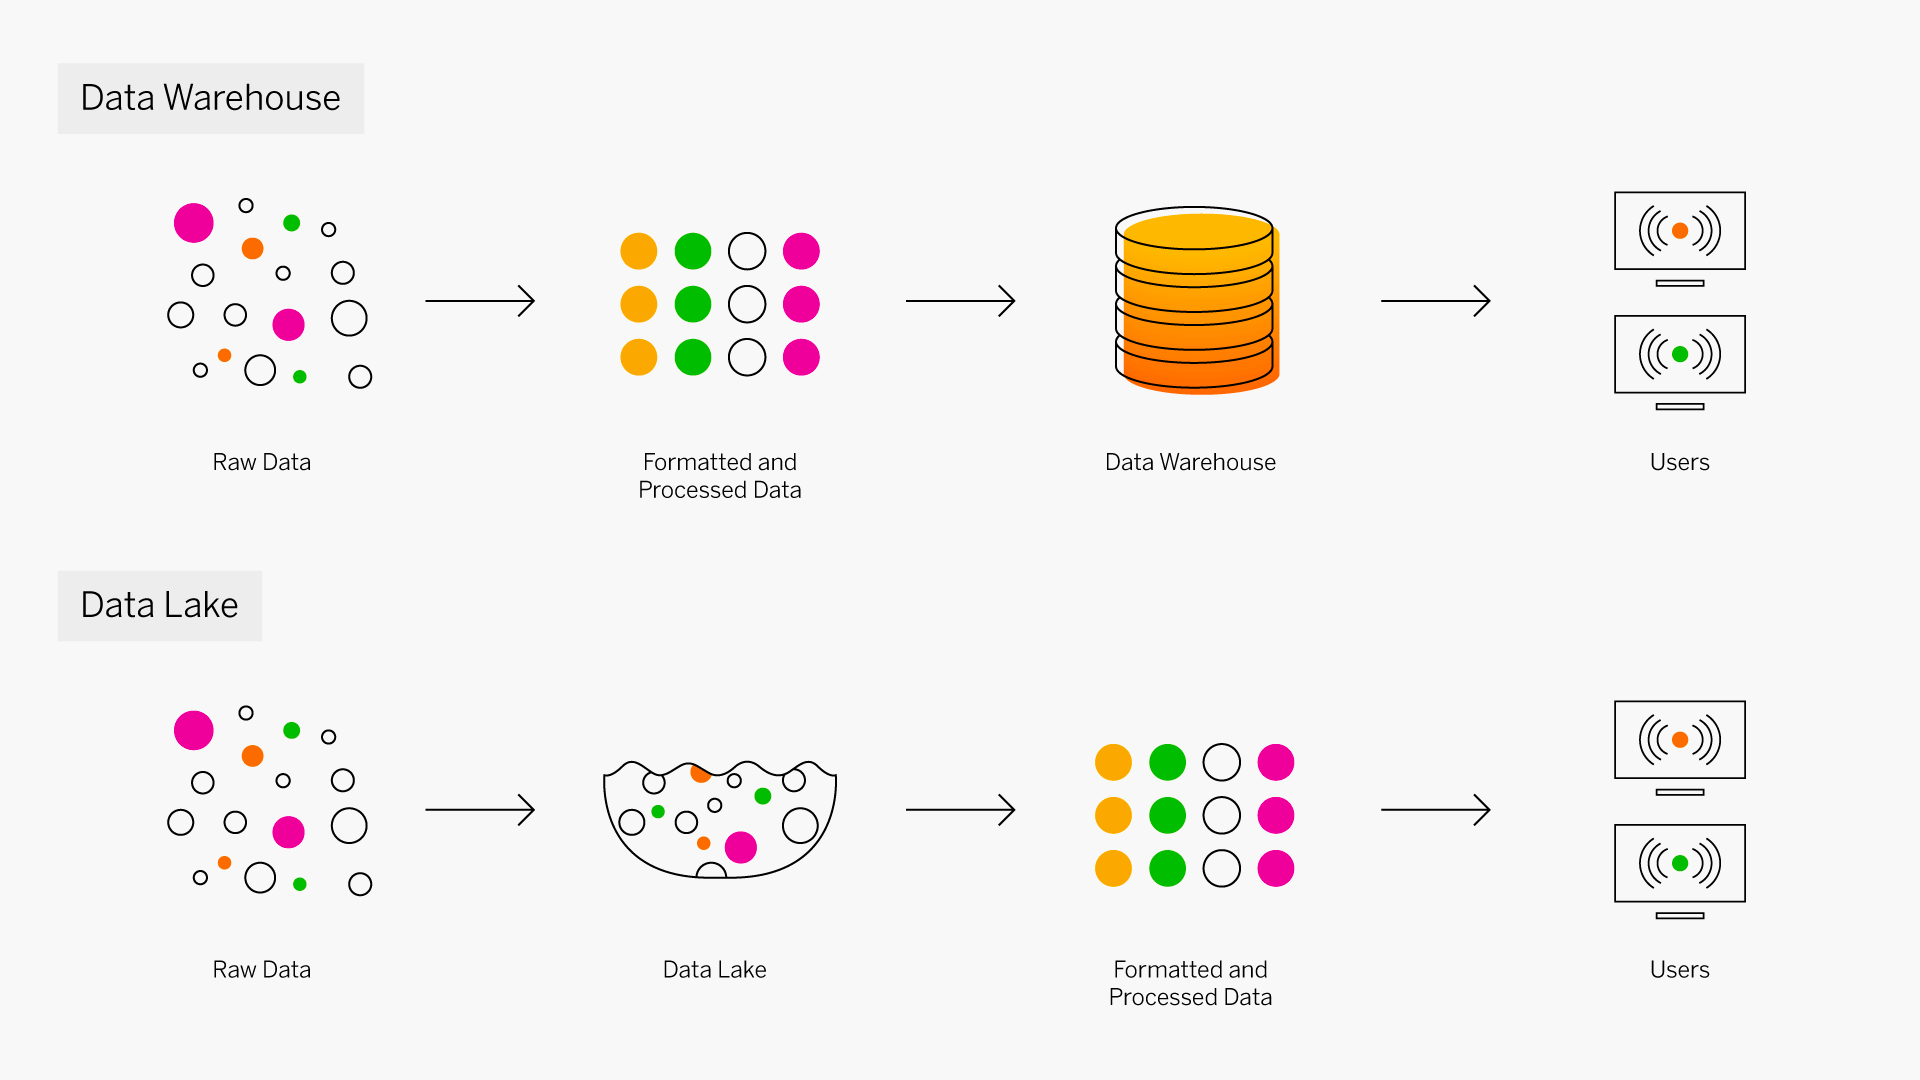 Data Warehouse
Raw Data
Formatted and
Processed Data
Data Warehouse
Users
Data Lake
Raw Data
Data Lake
Formatted and
Processed Data
Users